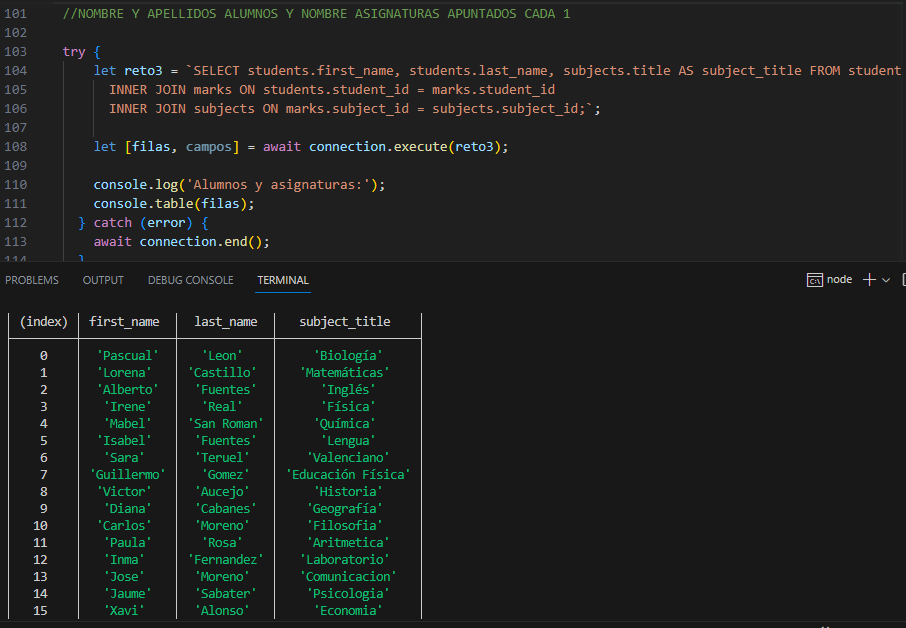 101 //NOMBRE Y APELLIDOS ALUMNOS Y NOMBRE ASIGNATURAS APUNTADOS CADA 1
102
103 try {
104 let reto3 = `SELECT students.first_name, students.last_name, subjects.title AS subject_title FROM student
105 INNER JOIN marks ON students.student_id = marks.student_id
106 INNER JOIN subjects ON marks.subject_id = subjects.subject_id;`;
107
108 let [filas, campos] = await connection.execute(reto3);
109
110 console.log('Alumnos y asignaturas:');
111 console.table(filas);
112 } catch (error) {
113 await connection.end();
114 }
PROBLEMS OUTPUT DEBUG CONSOLE TERMINAL node
(index) first_name last_name subject_title
0 'Pascual' 'Leon' 'Biología'
1 'Lorena' 'Castillo' 'Matemáticas'
2 'Alberto' 'Fuentes' 'Inglés'
3 'Irene' 'Real' 'Física'
4 'Mabel' 'San Roman' 'Química'
5 'Isabel' 'Fuentes' 'Lengua'
6 'Sara' 'Teruel' 'Valenciano'
7 'Guillermo' 'Gomez' 'Educación Física'
8 'Victor' 'Aucejo' 'Historia'
9 'Diana' 'Cabanes' 'Geografía'
10 'Carlos' 'Moreno' 'Filosofia'
11 'Paula' 'Rosa' 'Aritmetica'
12 'Inma' 'Fernandez' 'Laboratorio'
13 'Jose' 'Moreno' 'Comunicacion'
14 'Jaume' 'Sabater' 'Psicologia'
15 'Xavi' 'Alonso' 'Economia'